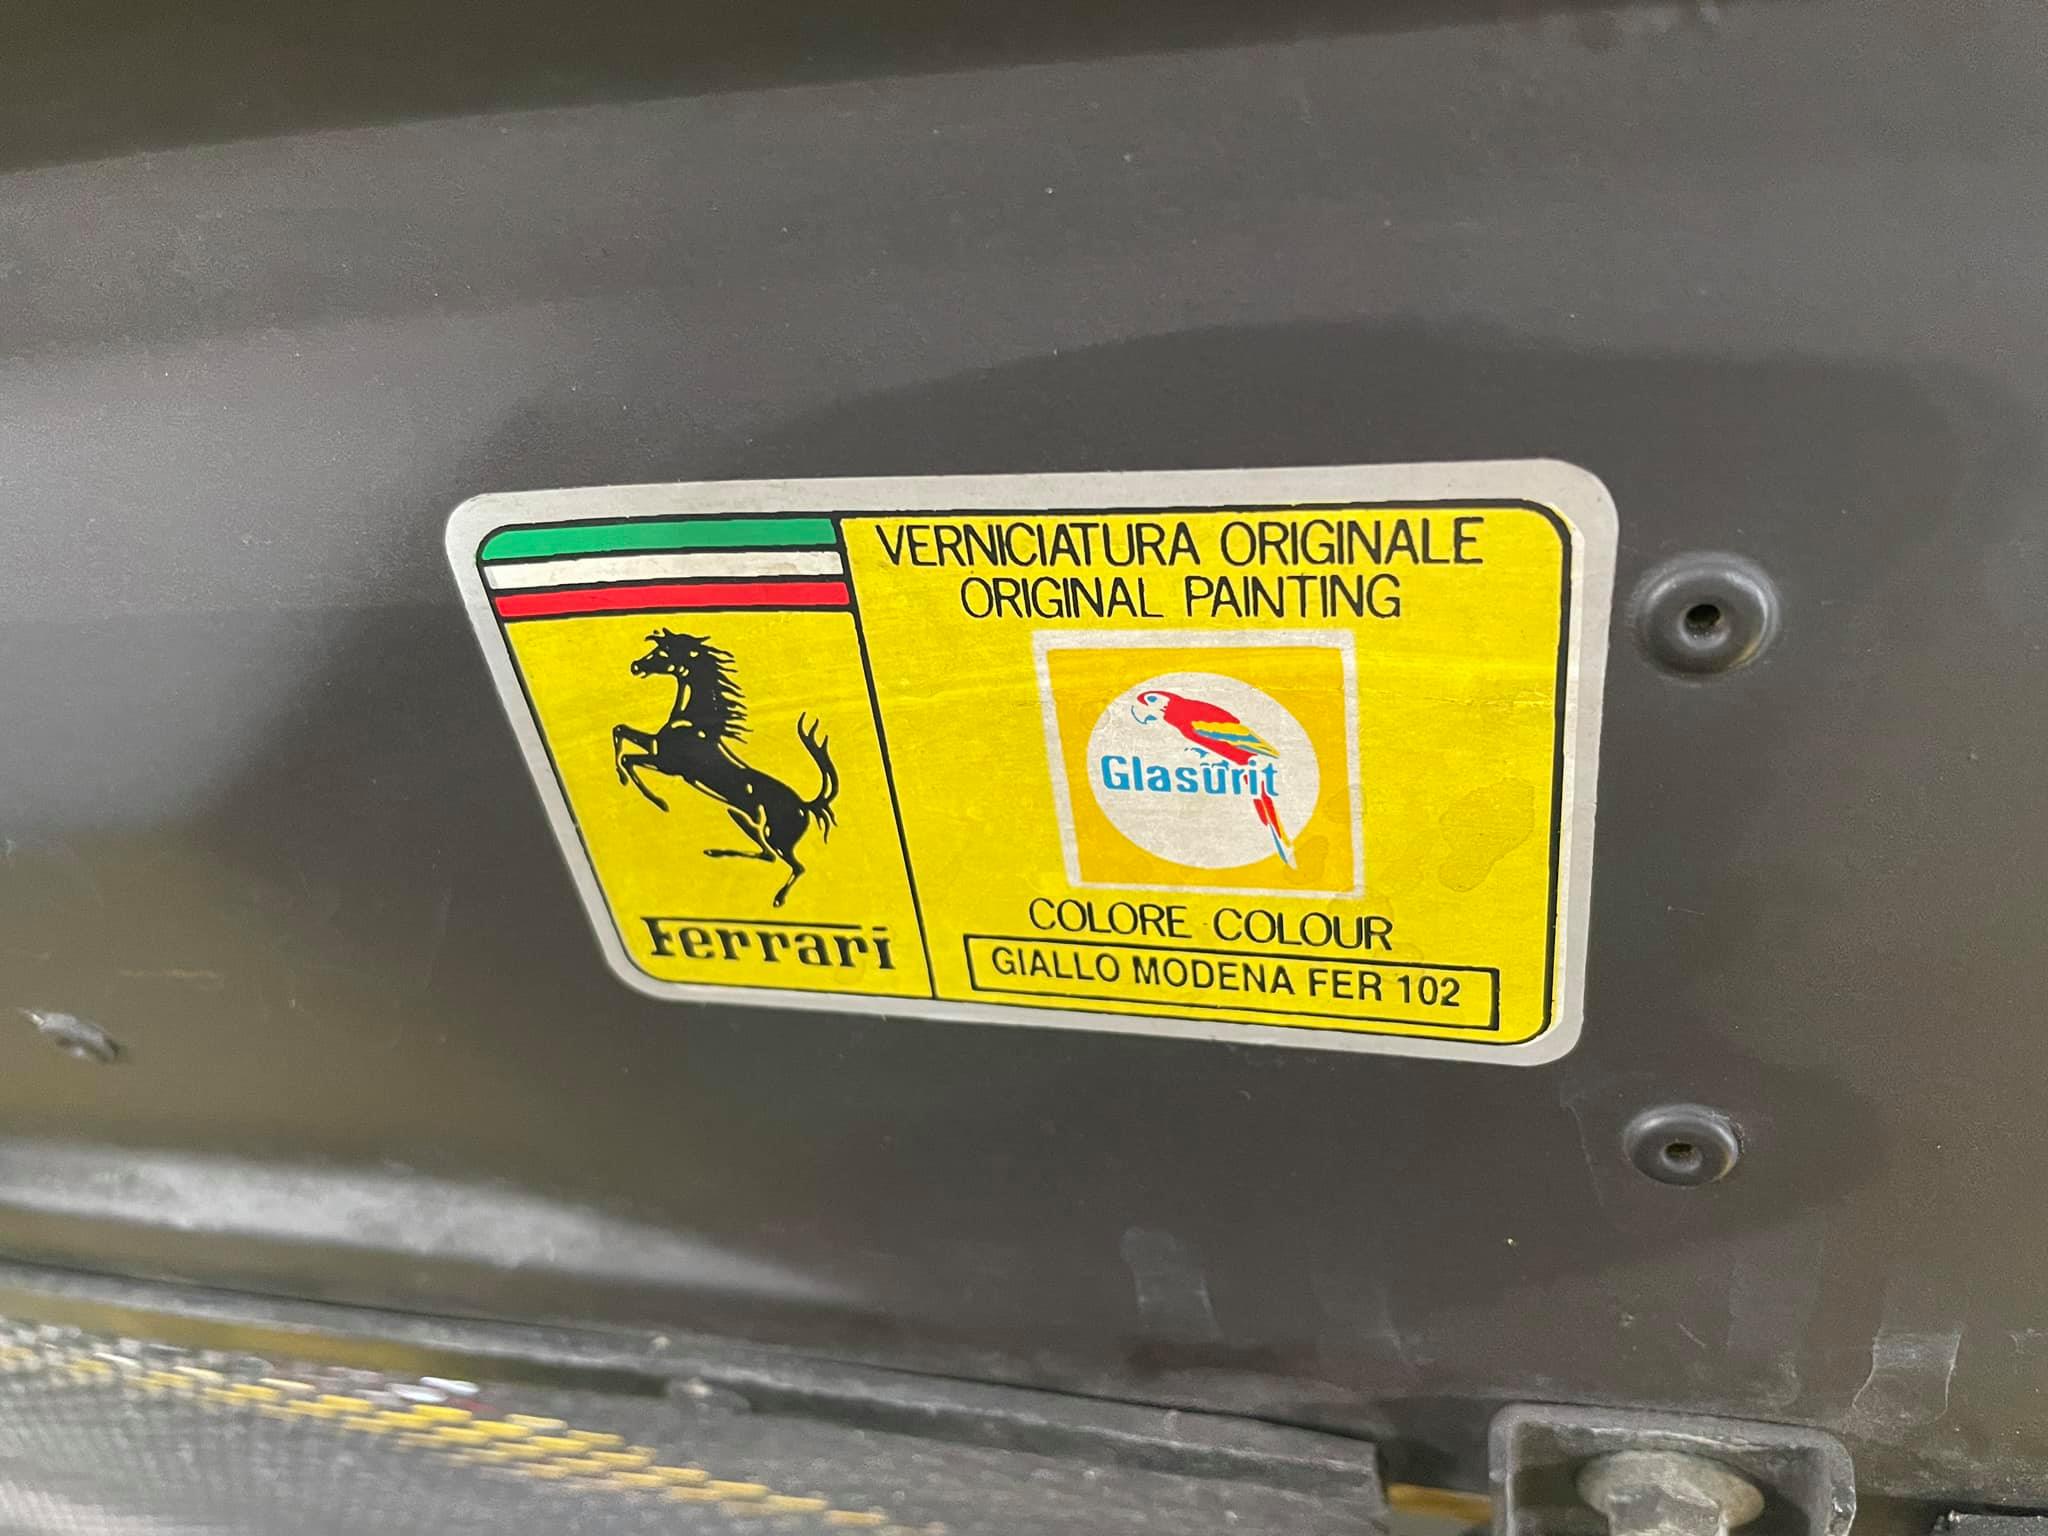 VERNICIATURA ORIGINALE
ORIGINAL PAINTING
Glasurit
COLORE COLOUR
GIALLO MODENA FER 102
Ferrari